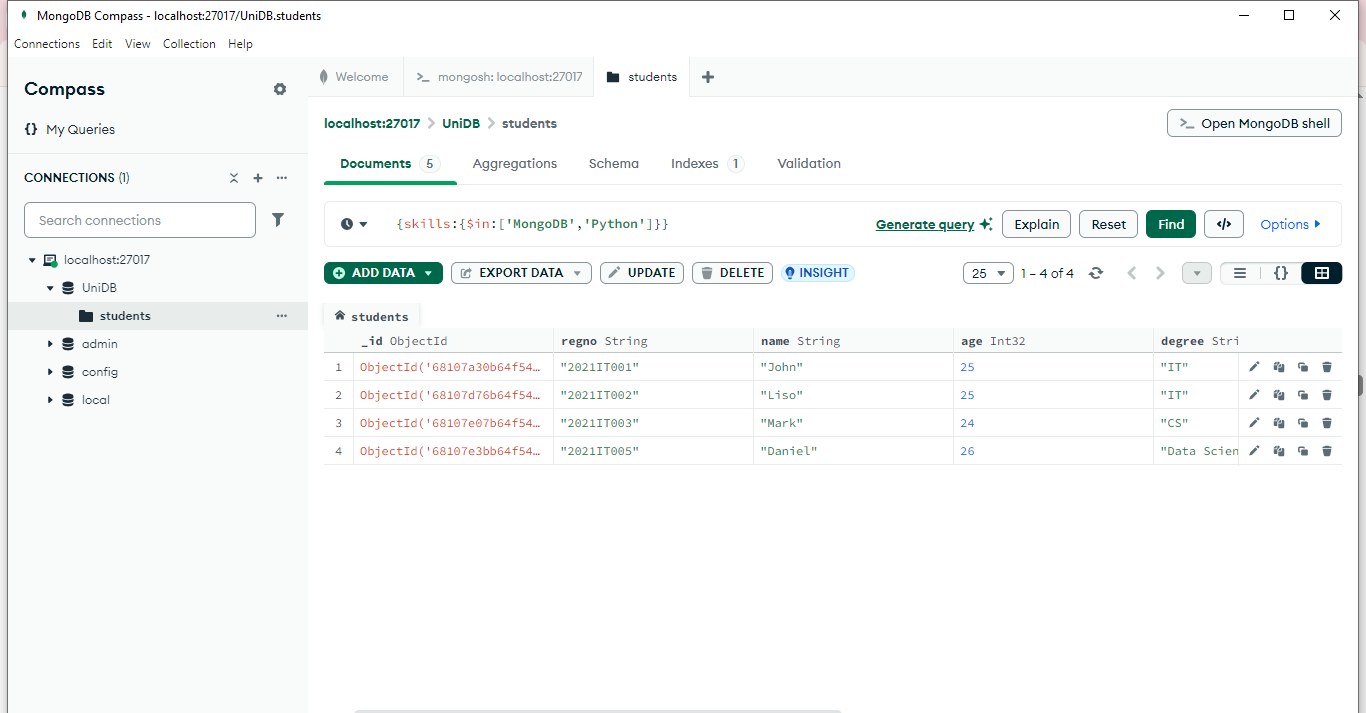 MongoDB Compass - localhost:27017/UniDB.students
Connections Edit View Collection Help
Compass
My Queries
CONNECTIONS (1)
Search connections
localhost:27017
UniDB
students
admin
config
local
Welcome
mongosh: localhost:27017
students
localhost:27017 > UniDB > students
Open MongoDB shell
Documents 5 Aggregations Schema Indexes 1 Validation
{skills:{$in:['MongoDB','Python']}}
Generate query Explain Reset Find </> Options
ADD DATA EXPORT DATA UPDATE DELETE INSIGHT 25 1 – 4 of 4 {}
students
_id ObjectId regno String name String age Int32 degree Stri
1 ObjectId('68107a30b64f54… "2021IT001" "John" 25 "IT"
2 ObjectId('68107d76b64f54… "2021IT002" "Liso" 25 "IT"
3 ObjectId('68107e07b64f54… "2021IT003" "Mark" 24 "CS"
4 ObjectId('68107e3bb64f54… "2021IT005" "Daniel" 26 "Data Scien